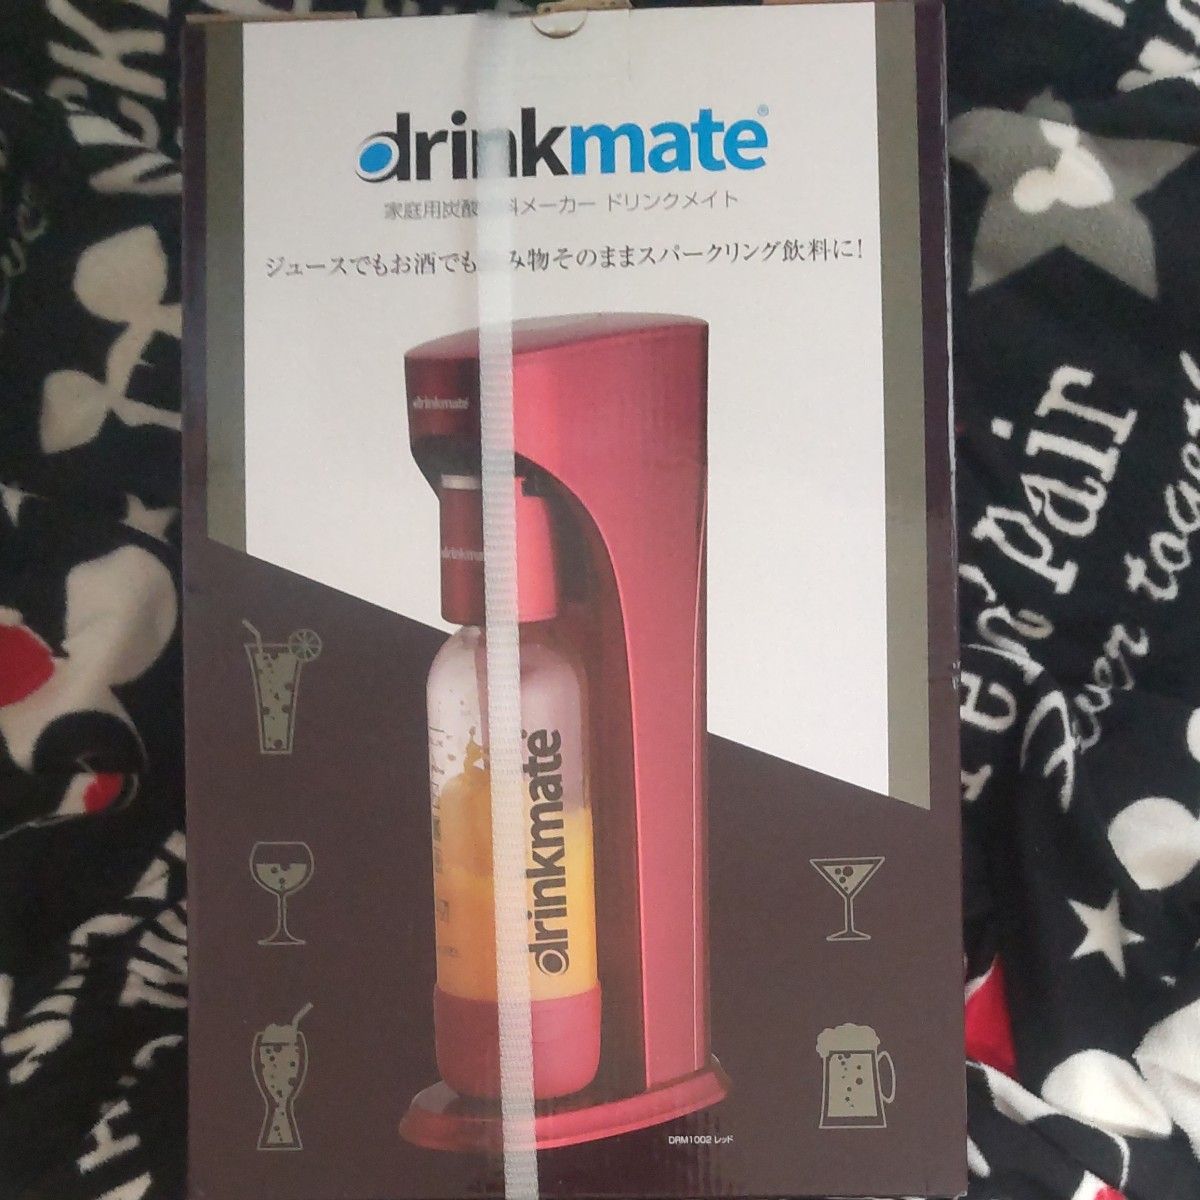 drinkmate®
家庭用炭酸 料メーカー ドリンクメイト
ジュースでもお酒でも み物そのままスパークリング飲料に!
drinkmate
drinkmate
drinkmate
DRM1002 レッド
pair
Ever together